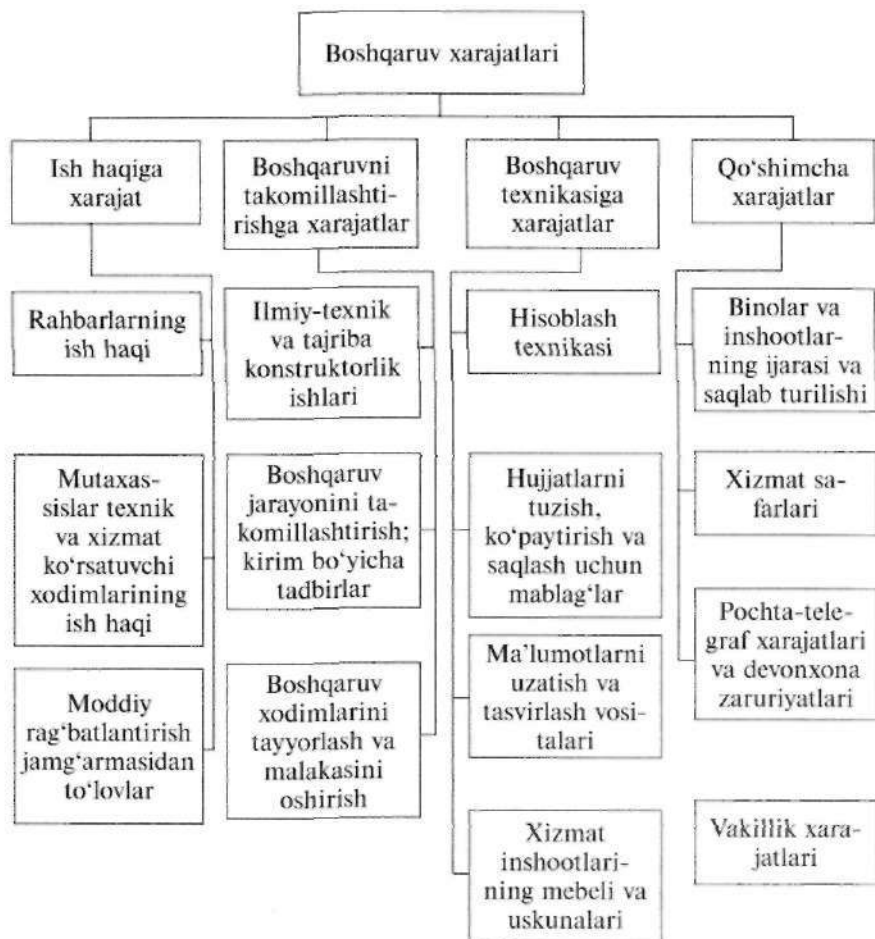 Boshqaruv xarajatlari
Ish haqiga
xarajat
Boshqaruvni
takomillashti-
rishga xarajatlar
Boshqaruv
texnikasiga
xarajatlar
Qo‘shimcha
xarajatlar
Rahbarlarning
ish haqi
Mutaxas-
sislar texnik
va xizmat
ko‘rsatuvchi
xodimlarining
ish haqi
Moddiy
rag‘batlantirish
jamg‘armasidan
to‘lovlar
Ilmiy-texnik
va tajriba
konstruktorlik
ishlari
Boshqaruv
jarayonini ta-
komillashtirish;
kirim bo‘yicha
tadbirlar
Boshqaruv
xodimlarini
tayyorlash va
malakasini
oshirish
Hisoblash
texnikasi
Hujjatlarni
tuzish,
ko‘paytirish va
saqlash uchun
mablag‘lar
Ma’lumotlarni
uzatish va
tasvirlash vosi-
talari
Xizmat
inshootlari-
ning mebeli va
uskunalari
Binolar va
inshootlar-
ning ijarasi va
saqlab turilishi
Xizmat sa-
farlari
Pochta-tele-
graf xarajatlari
va devonxona
zaruriyatlari
Vakillik xara-
jatlari